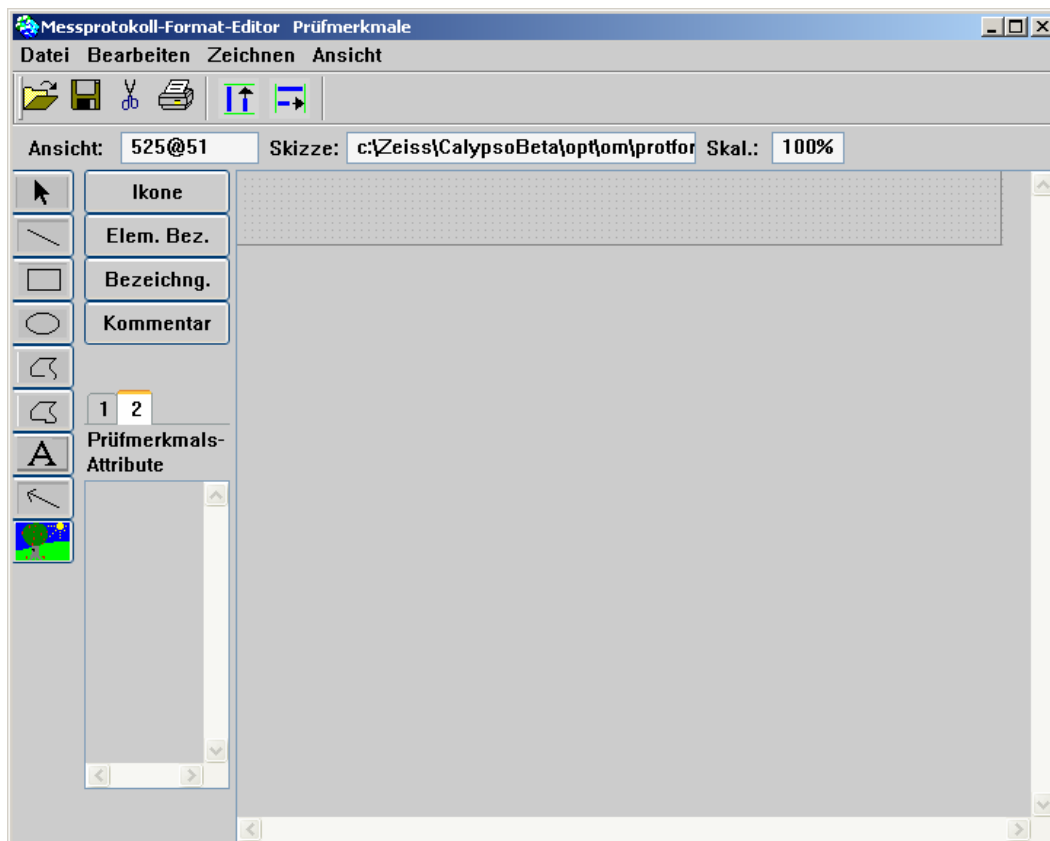 Messprotokoll-Format-Editor Prüfmerkmale
Datei Bearbeiten Zeichnen Ansicht
Ansicht: 525@51 Skizze: c:\Zeiss\CalypsoBeta\opt\om\protfor Skal.: 100%
Ikone
Elem. Bez.
Bezeichng.
Kommentar
1 2
Prüfmerkmals-
Attribute
A